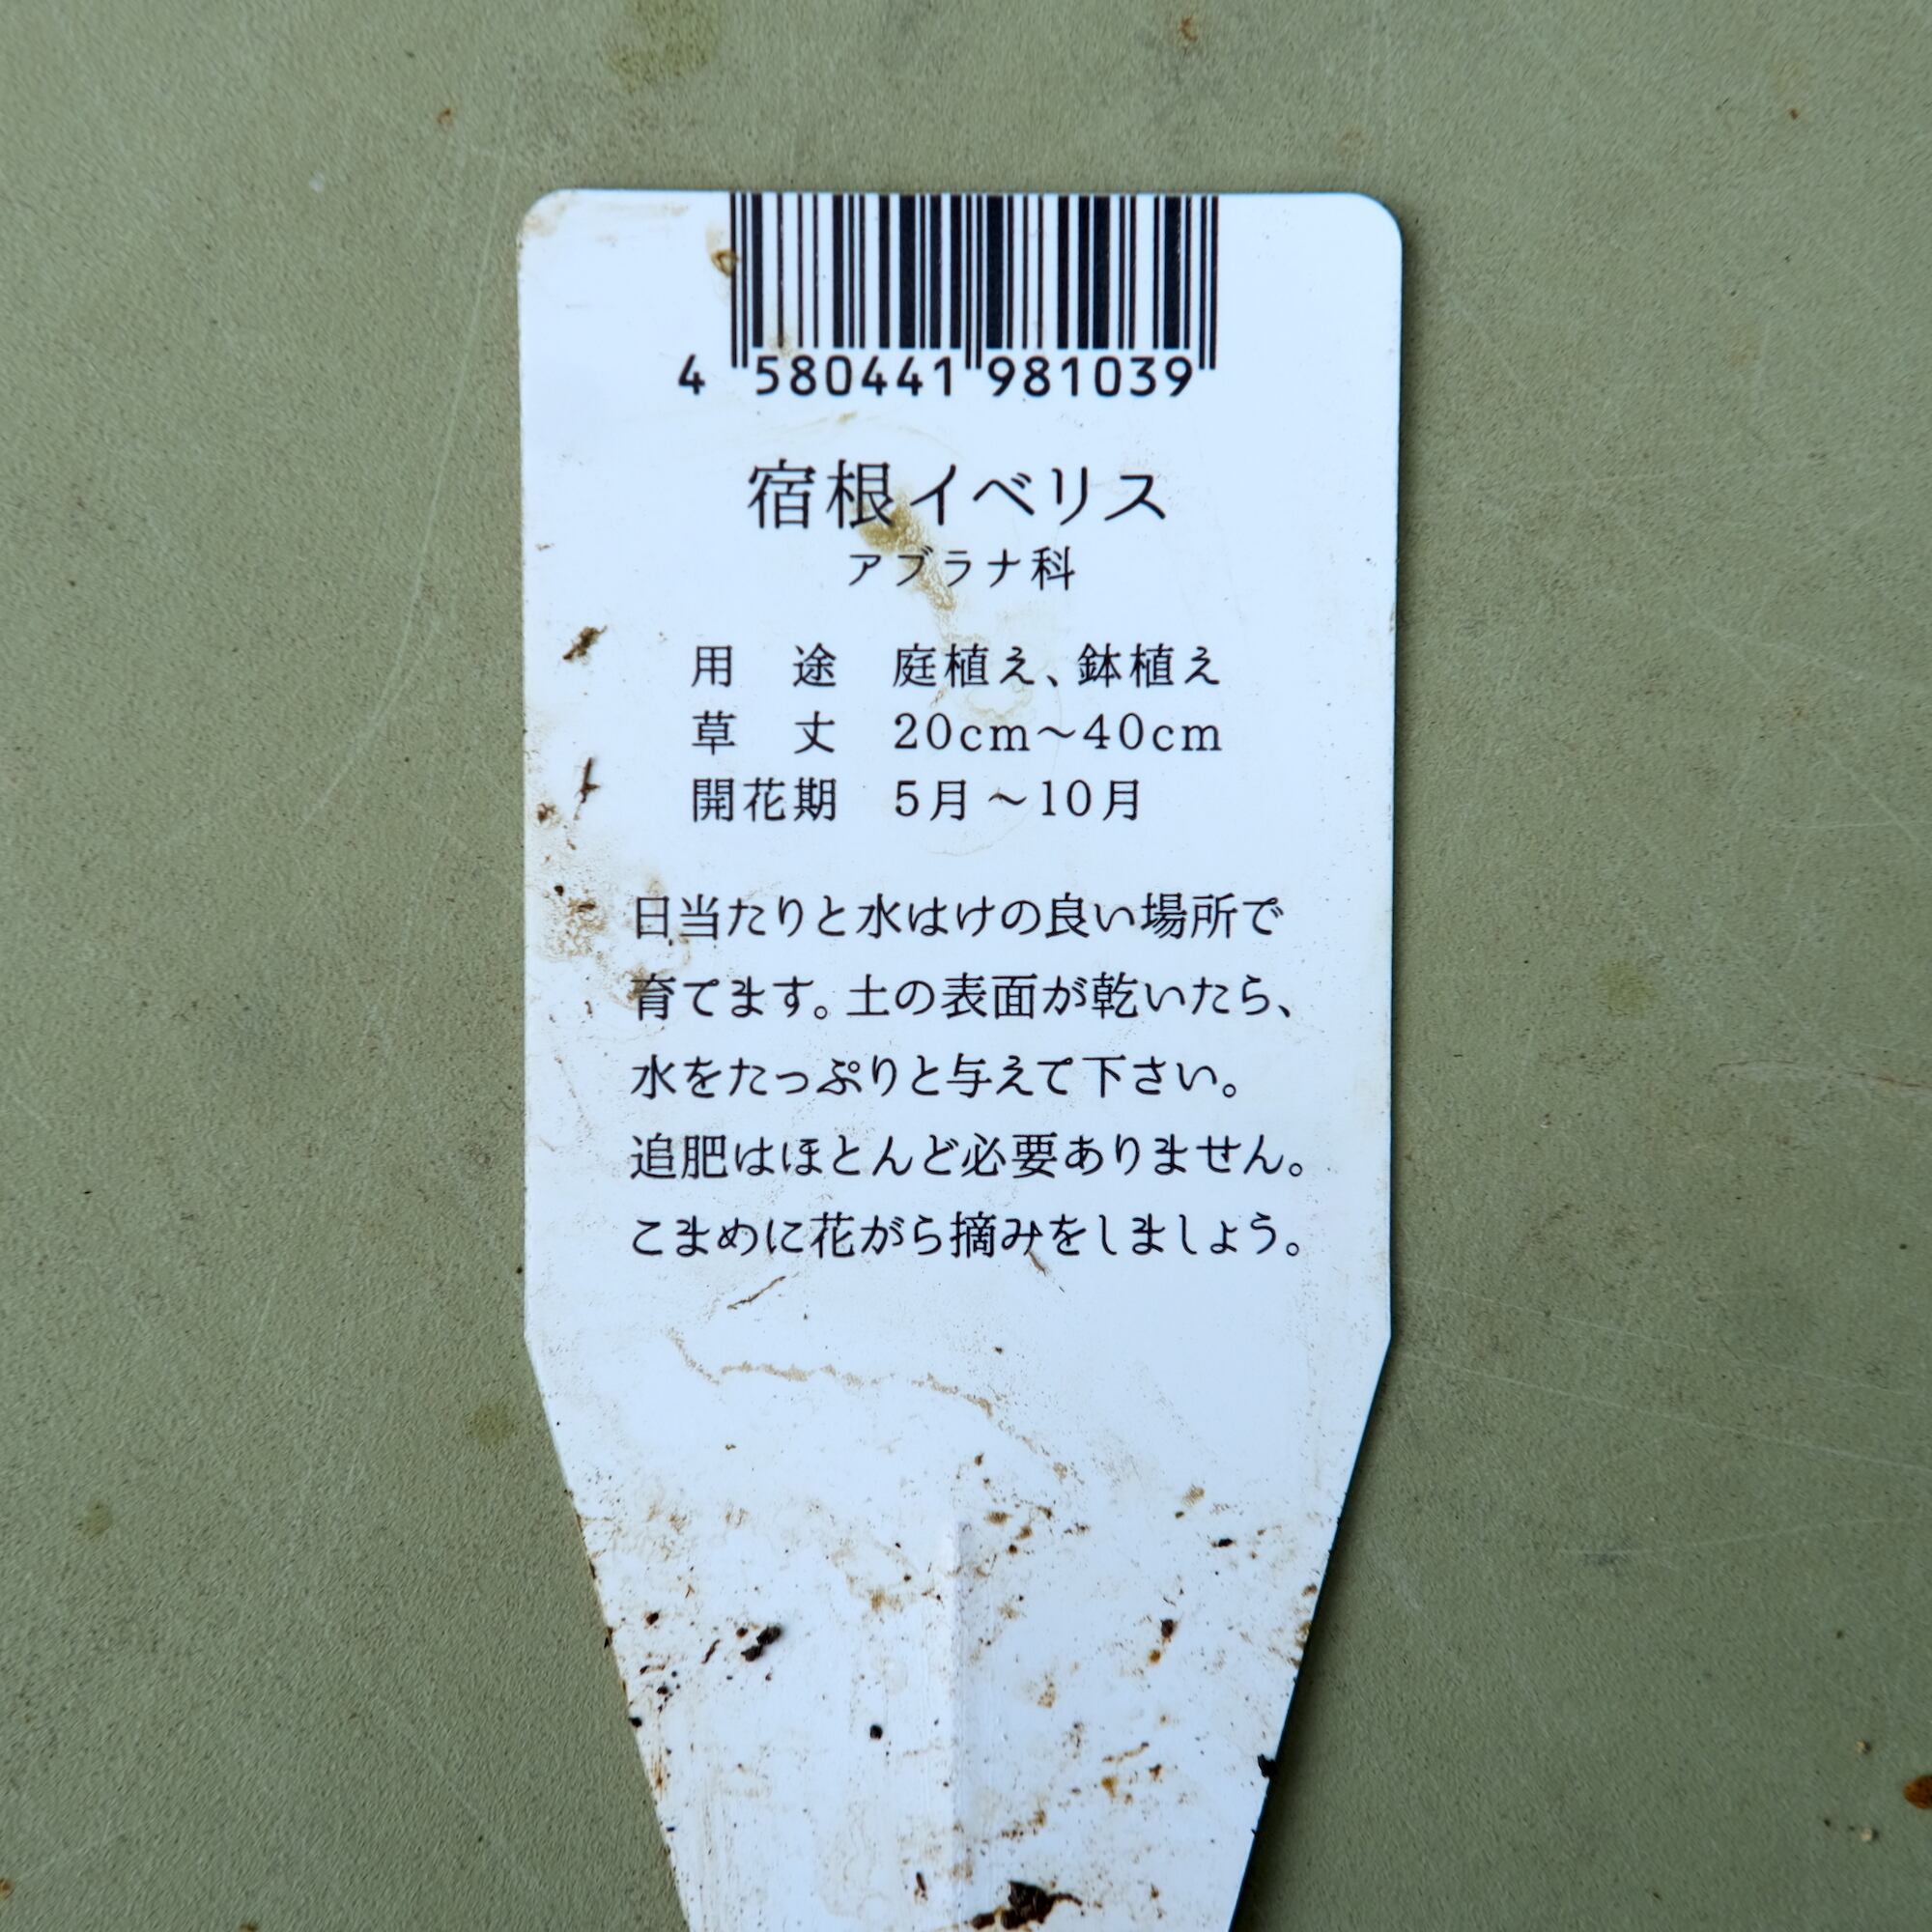 4 580441 981039
宿根イベリス
アブラナ科
用　途　庭植え、鉢植え
草　丈　20cm～40cm
開花期　5月～10月
日当たりと水はけの良い場所で
育てます。土の表面が乾いたら、
水をたっぷりと与えて下さい。
追肥はほとんど必要ありません。
こまめに花がら摘みをしましょう。